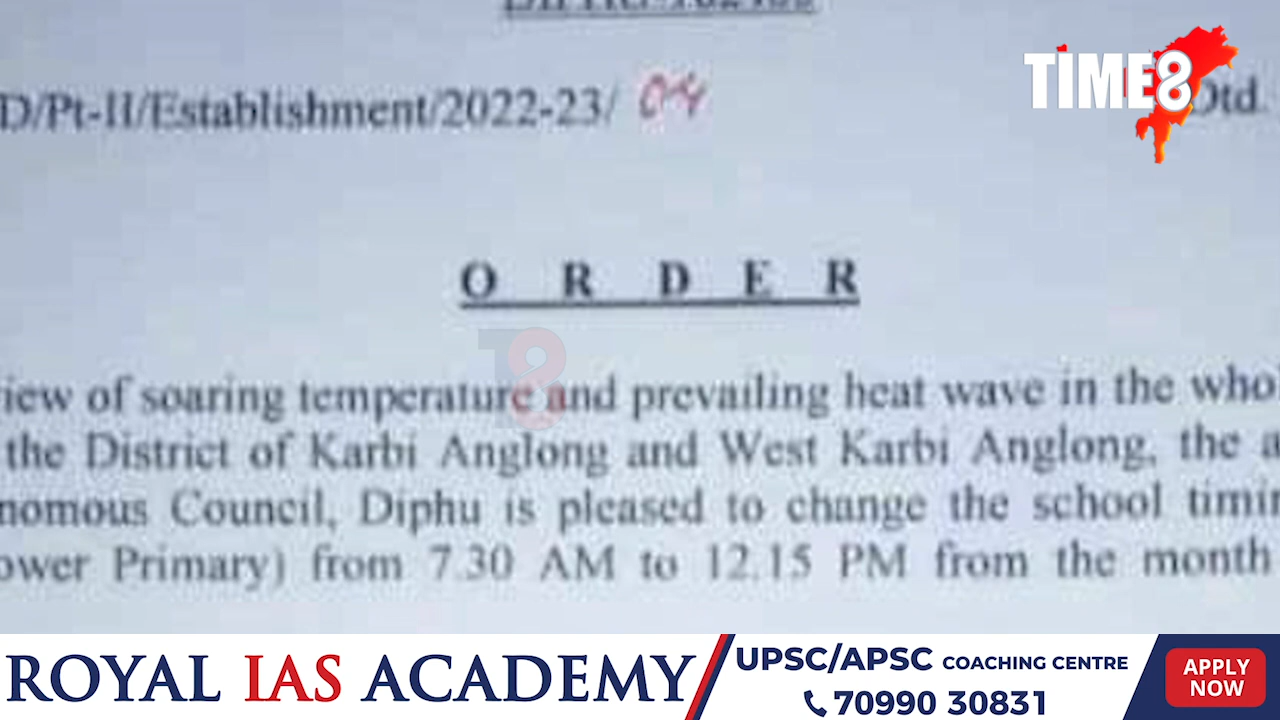 TIME8
D/Pt-II/Establishment/2022-23/ 04 Dtd.
O R D E R
T8
view of soaring temperature and prevailing heat wave in the whol
the District of Karbi Anglong and West Karbi Anglong, the a
nomous Council, Diphu is pleased to change the school timin
ower Primary) from 7.30 AM to 12.15 PM from the month
ROYAL IAS ACADEMY
UPSC/APSC COACHING CENTRE
70990 30831
APPLY
NOW